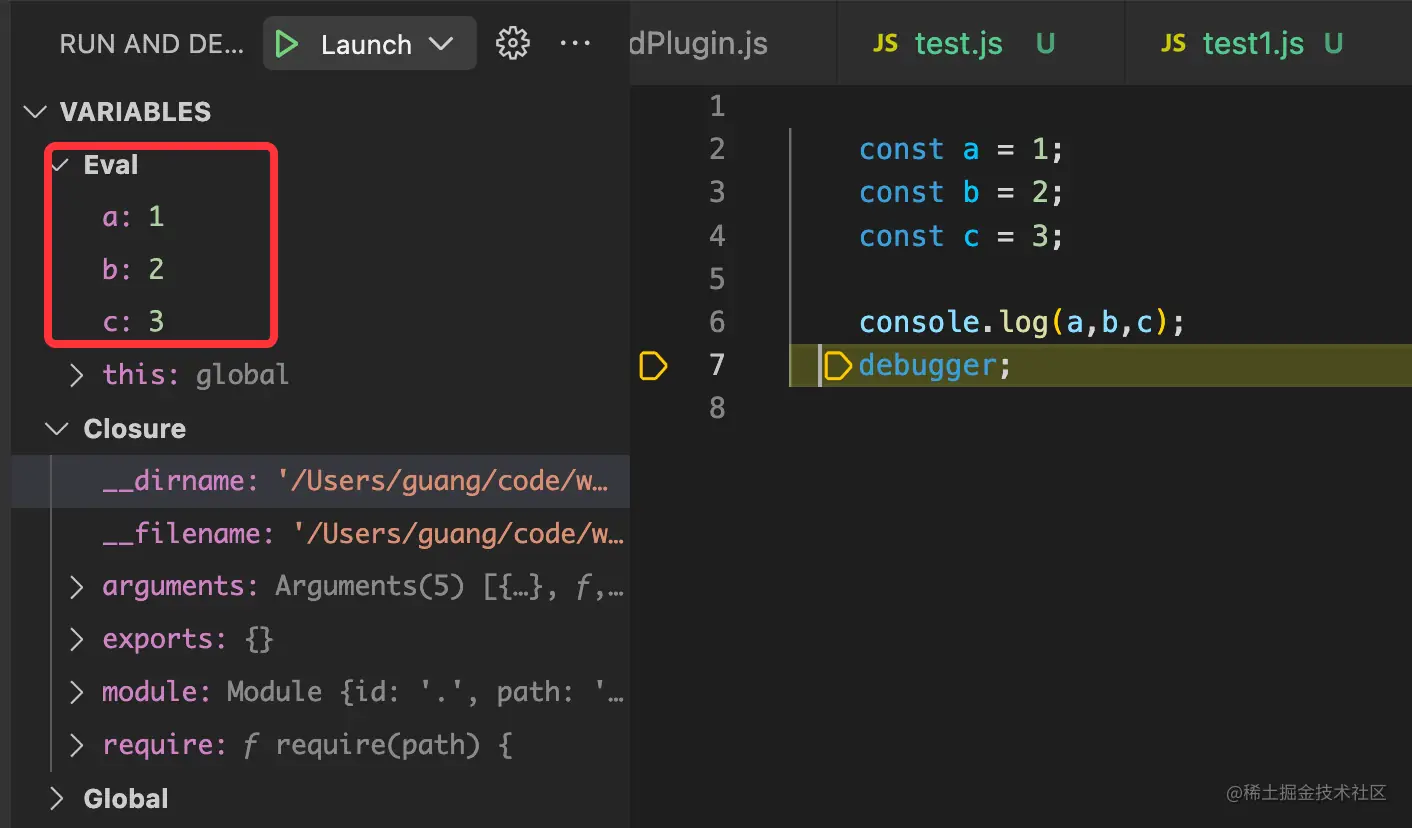 RUN AND DE... Launch ...
dPlugin.js JS test.js U JS test1.js U
VARIABLES
Eval
a: 1
b: 2
c: 3
this: global
Closure
__dirname: '/Users/guang/code/w…
__filename: '/Users/guang/code/w…
arguments: Arguments(5) [{…}, f,…
exports: {}
module: Module {id: '.', path: '…
require: f require(path) {
Global
1
2 const a = 1;
3 const b = 2;
4 const c = 3;
5
6 console.log(a,b,c);
7 debugger;
8
@稀土掘金技术社区